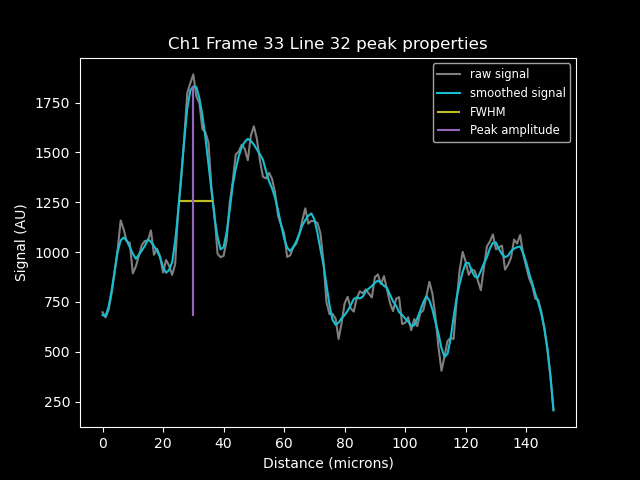 Ch1 Frame 33 Line 32 peak properties
raw signal
smoothed signal
FWHM
Peak amplitude
Signal (AU)
1750
1500
1250
1000
750
500
250
0 20 40 60 80 100 120 140
Distance (microns)